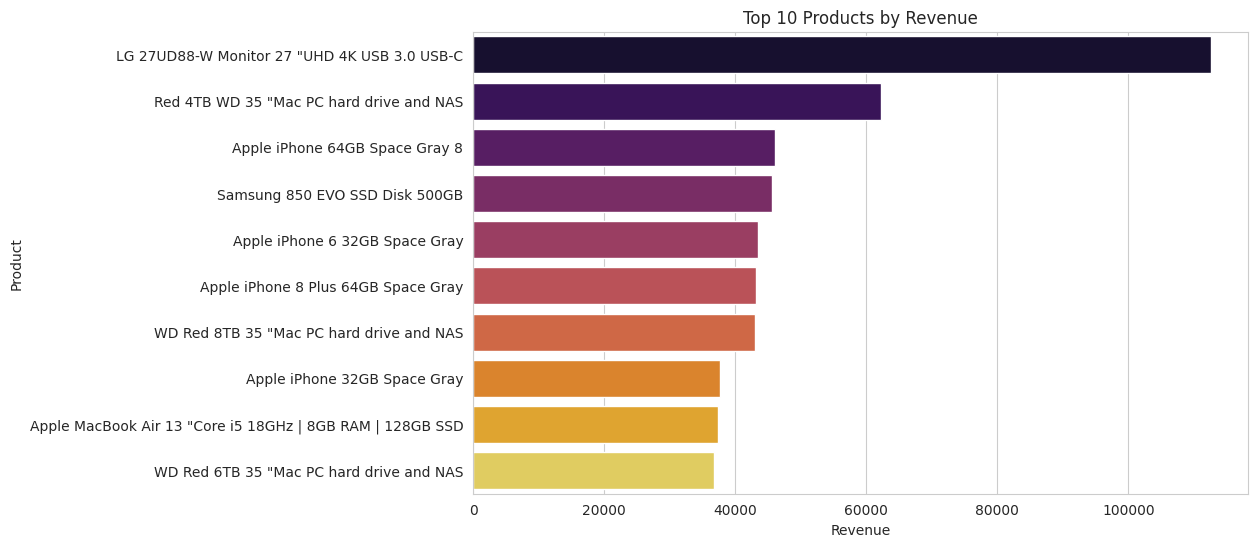 Top 10 Products by Revenue
Product
LG 27UD88-W Monitor 27 "UHD 4K USB 3.0 USB-C
Red 4TB WD 35 "Mac PC hard drive and NAS
Apple iPhone 64GB Space Gray 8
Samsung 850 EVO SSD Disk 500GB
Apple iPhone 6 32GB Space Gray
Apple iPhone 8 Plus 64GB Space Gray
WD Red 8TB 35 "Mac PC hard drive and NAS
Apple iPhone 32GB Space Gray
Apple MacBook Air 13 "Core i5 18GHz | 8GB RAM | 128GB SSD
WD Red 6TB 35 "Mac PC hard drive and NAS
0 20000 40000 60000 80000 100000
Revenue